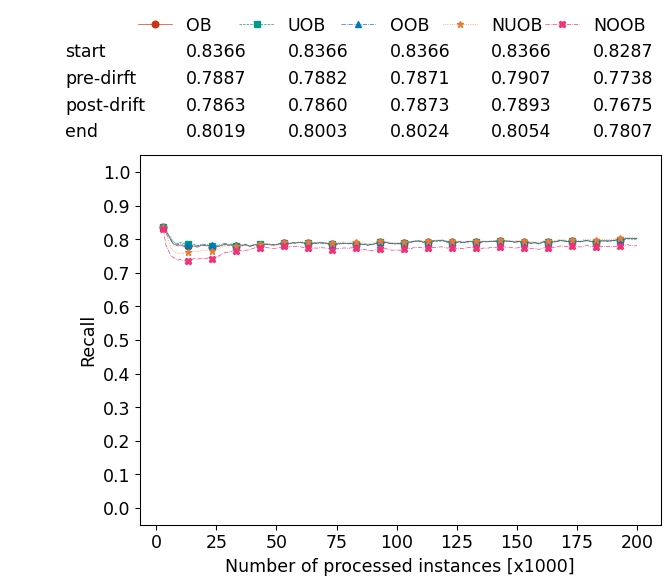 OB UOB OOB NUOB NOOB
start 0.8366 0.8366 0.8366 0.8366 0.8287
pre-dirft 0.7887 0.7882 0.7871 0.7907 0.7738
post-drift 0.7863 0.7860 0.7873 0.7893 0.7675
end 0.8019 0.8003 0.8024 0.8054 0.7807
1.0
0.9
0.8
0.7
0.6
0.5
0.4
0.3
0.2
0.1
0.0
Recall
0 25 50 75 100 125 150 175 200
Number of processed instances [x1000]